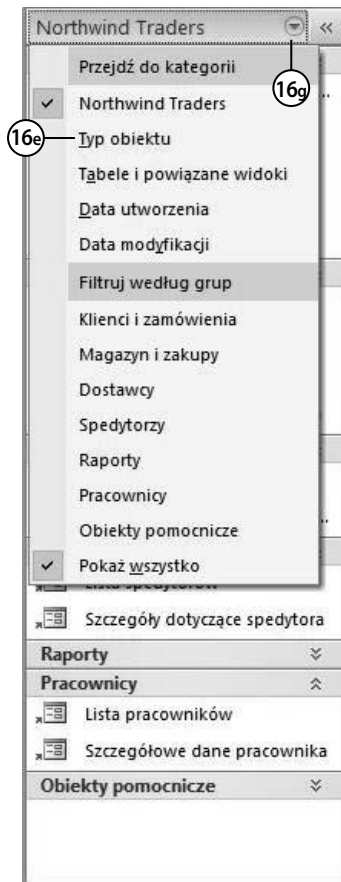 Northwind Traders «
Przejdź do kategorii
16g
Northwind Traders
..
16e
Typ obiektu
Tabele i powiązane widoki
Data utworzenia
Data modyfikacji
Filtruj według grup
Klienci i zamówienia
Magazyn i zakupy
Dostawcy
Spedytorzy
Raporty
Pracownicy
..
Obiekty pomocnicze
Pokaż wszystko
Lista spedytorów
Szczegóły dotyczące spedytora
Raporty
Pracownicy
Lista pracowników
Szczegółowe dane pracownika
Obiekty pomocnicze